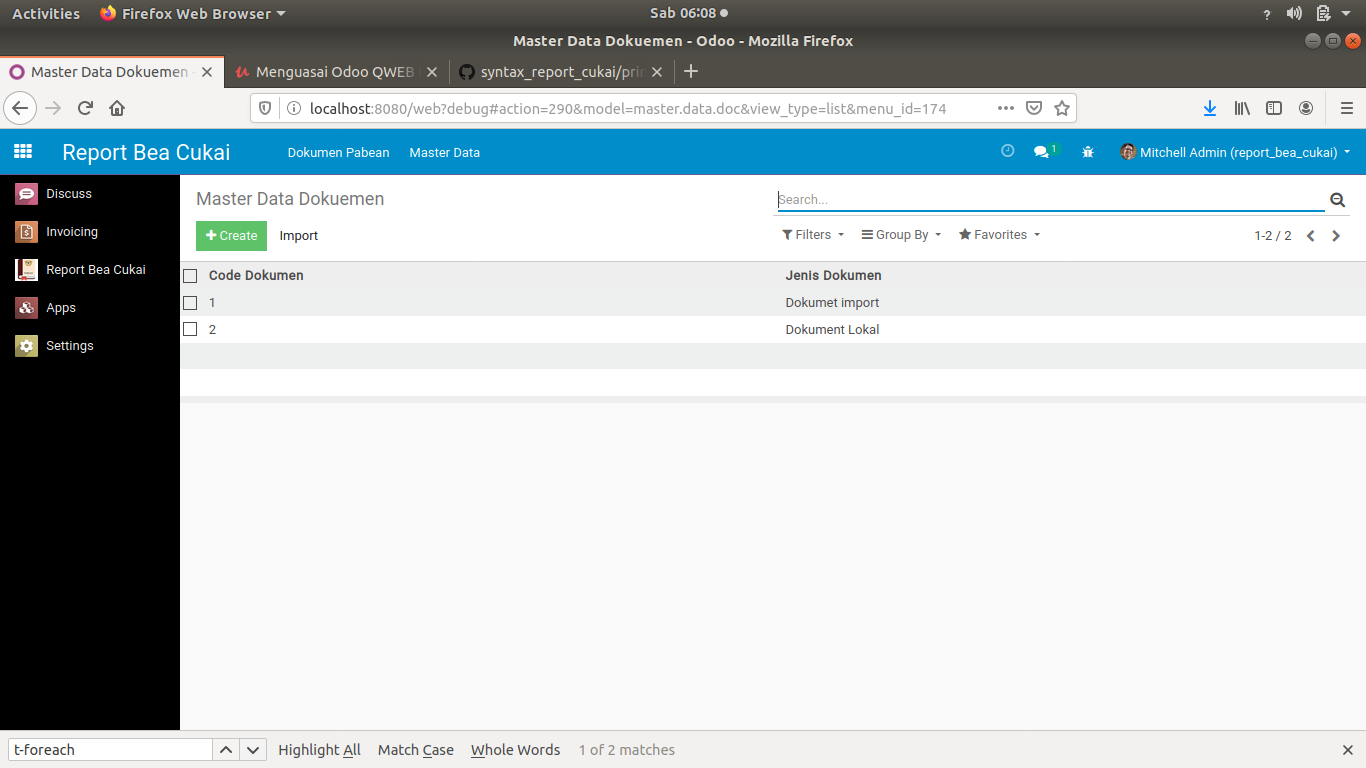 Activities Firefox Web Browser Sab 06:08 ?
Master Data Dokuemen - Odoo - Mozilla Firefox
Master Data Dokuemen - Menguasai Odoo QWEB syntax_report_cukai/prin
localhost:8080/web?debug#action=290&model=master.data.doc&view_type=list&menu_id=174
Report Bea Cukai Dokumen Pabean Master Data 1 Mitchell Admin (report_bea_cukai)
Discuss
Invoicing
Report Bea Cukai
Apps
Settings
Master Data Dokuemen Search...
Create Import Filters Group By Favorites 1-2 / 2
Code Dokumen Jenis Dokumen
1 Dokumet import
2 Dokument Lokal
t-foreach Highlight All Match Case Whole Words 1 of 2 matches